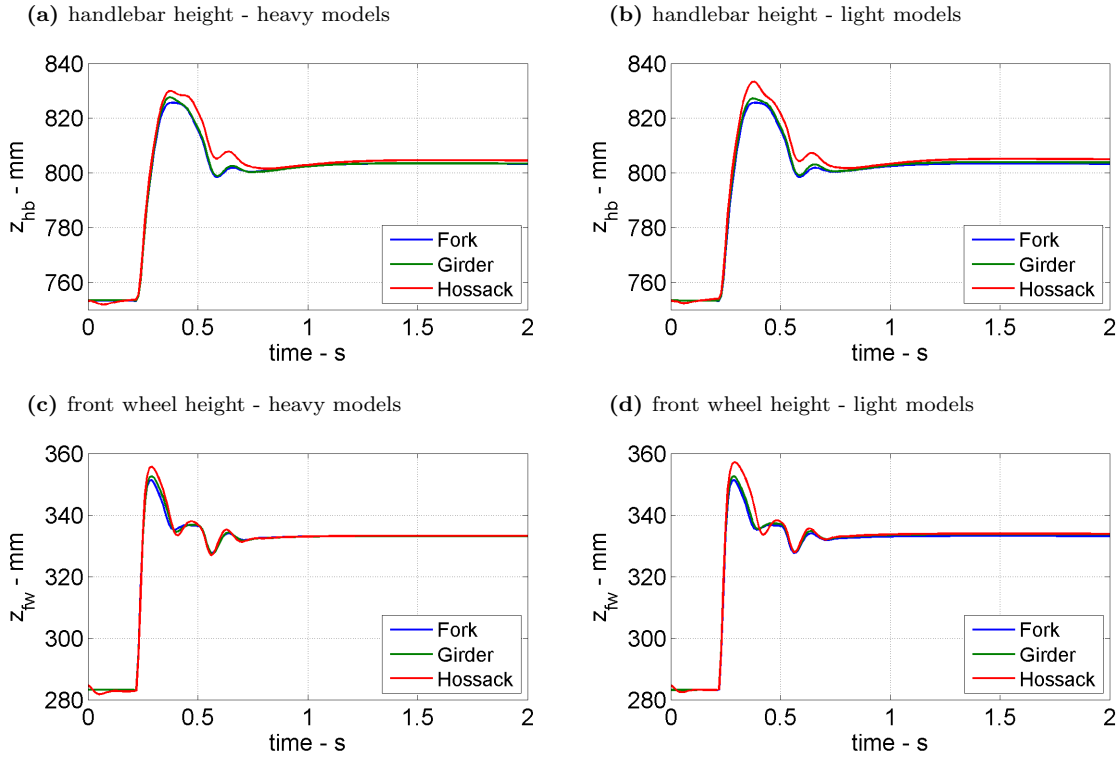 (a) handlebar height - heavy models
840
820
800
780
760
z_hb - mm
0 0.5 1 1.5 2
time - s
Fork
Girder
Hossack
(b) handlebar height - light models
840
820
800
780
760
z_hb - mm
0 0.5 1 1.5 2
time - s
Fork
Girder
Hossack
(c) front wheel height - heavy models
360
340
320
300
280
z_fw - mm
0 0.5 1 1.5 2
time - s
Fork
Girder
Hossack
(d) front wheel height - light models
360
340
320
300
280
z_fw - mm
0 0.5 1 1.5 2
time - s
Fork
Girder
Hossack